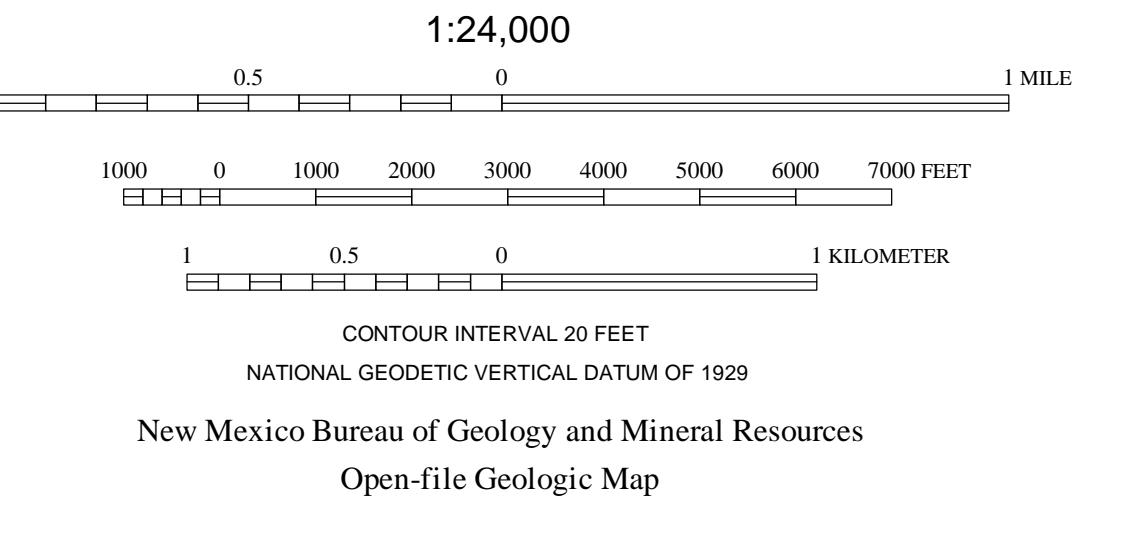 1:24,000
0.5 0 1 MILE
1000 0 1000 2000 3000 4000 5000 6000 7000 FEET
1 0.5 0 1 KILOMETER
CONTOUR INTERVAL 20 FEET
NATIONAL GEODETIC VERTICAL DATUM OF 1929
New Mexico Bureau of Geology and Mineral Resources
Open-file Geologic Map